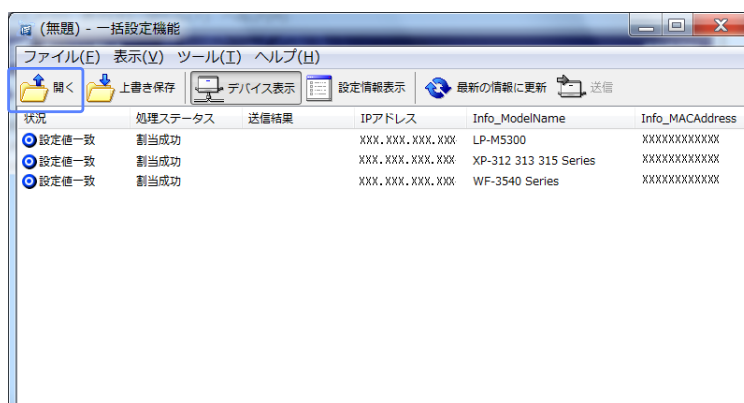 (無題) - 一括設定機能
ファイル(F) 表示(V) ツール(T) ヘルプ(H)
開く 上書き保存 デバイス表示 設定情報表示 最新の情報に更新 送信
状況 処理ステータス 送信結果 IPアドレス Info_ModelName Info_MACAddress
設定値一致 割当成功 XXX.XXX.XXX.XXX LP-M5300 XXXXXXXXXXXX
設定値一致 割当成功 XXX.XXX.XXX.XXX XP-312 313 315 Series XXXXXXXXXXXX
設定値一致 割当成功 XXX.XXX.XXX.XXX WF-3540 Series XXXXXXXXXXXX